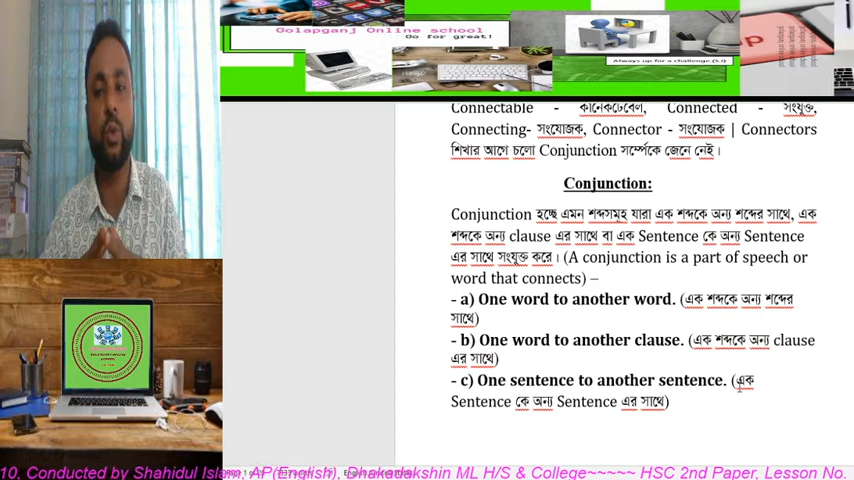 Golapganj Online school
Go for great!
Always up for a challenge.(S.I)
Connectable - কানেকটেবেল, Connected - সংযুক্ত,
Connecting- সংযোজক, Connector - সংযোজক | Connectors
শিখার আগে চলো Conjunction সর্ম্পকে জেনে নেই।
Conjunction:
Conjunction হচ্ছে এমন শব্দসমূহ যারা এক শব্দকে অন্য শব্দের সাথে, এক
শব্দকে অন্য clause এর সাথে বা এক Sentence কে অন্য Sentence
এর সাথে সংযুক্ত করে। (A conjunction is a part of speech or
word that connects) –
- a) One word to another word. (এক শব্দকে অন্য শব্দের
সাথে)
- b) One word to another clause. (এক শব্দকে অন্য clause
এর সাথে)
- c) One sentence to another sentence. (এক
Sentence কে অন্য Sentence এর সাথে)
10, Conducted by Shahidul Islam, AP(English), Dhakadakshin ML H/S & College~~~~~ HSC 2nd Paper, Lesson No.